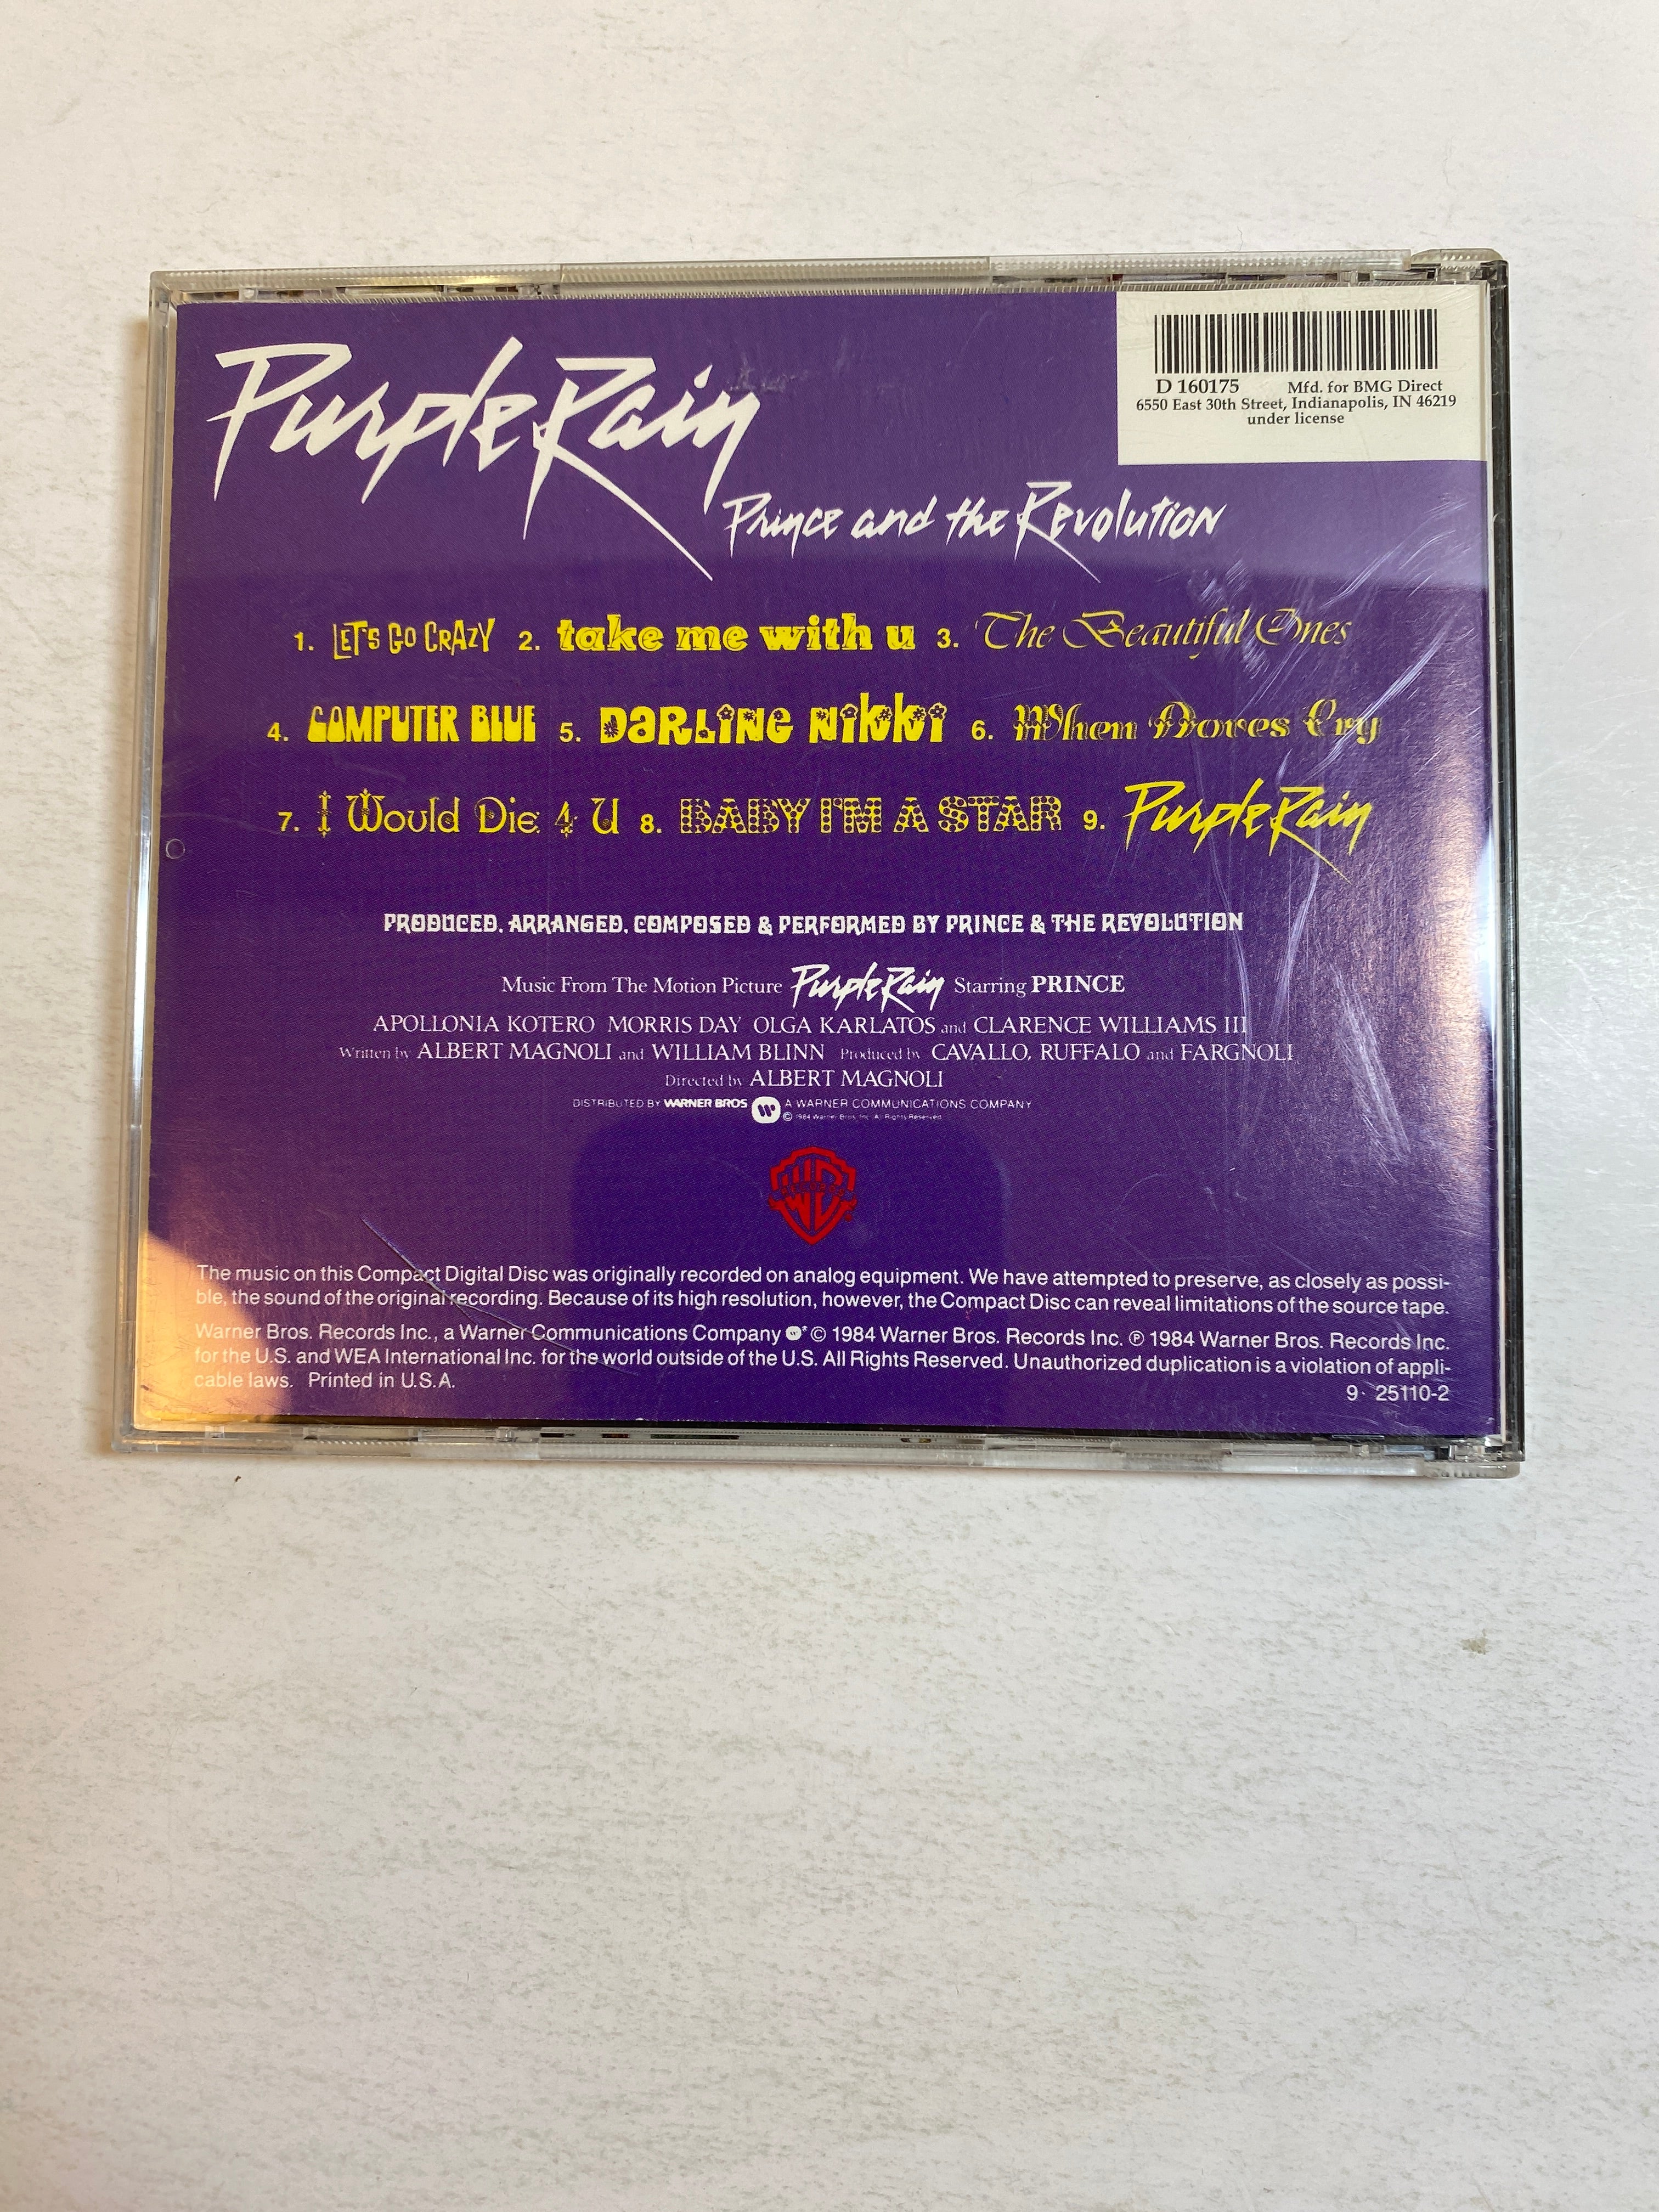 D 160175 Mfd. for BMG Direct
6550 East 30th Street, Indianapolis, IN 46219
under license
Purple Rain
Prince and the Revolution
1. LET'S GO CRAZY 2. take me with u 3. The Beautiful Ones
4. COMPUTER BLUE 5. DaRLiNG NiKKi 6. When Doves Cry
7. I Would Die 4 U 8. BABY I'M A STAR 9. Purple Rain
PRODUCED, ARRANGED, COMPOSED & PERFORMED BY PRINCE & THE REVOLUTION
Music From The Motion Picture Purple Rain Starring PRINCE
APOLLONIA KOTERO MORRIS DAY OLGA KARLATOS and CLARENCE WILLIAMS III
Written by ALBERT MAGNOLI and WILLIAM BLINN Produced by CAVALLO, RUFFALO and FARGNOLI
Directed by ALBERT MAGNOLI
DISTRIBUTED BY WARNER BROS A WARNER COMMUNICATIONS COMPANY
© 1984 Warner Bros. Inc. All Rights Reserved
The music on this Compact Digital Disc was originally recorded on analog equipment. We have attempted to preserve, as closely as possi-
ble, the sound of the original recording. Because of its high resolution, however, the Compact Disc can reveal limitations of the source tape.
Warner Bros. Records Inc., a Warner Communications Company © 1984 Warner Bros. Records Inc. ℗ 1984 Warner Bros. Records Inc.
for the U.S. and WEA International Inc. for the world outside of the U.S. All Rights Reserved. Unauthorized duplication is a violation of appli-
cable laws. Printed in U.S.A.
9 25110-2